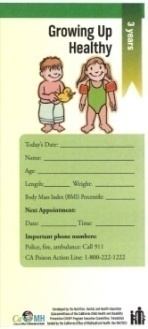 Growing Up
Healthy
3 years
Today's Date:
Name:
Age:
Length: Weight:
Body Mass Index (BMI) Percentile:
Next Appointment:
Date: Time:
Important phone numbers:
Police, fire, ambulance: Call 911
CA Poison Action Line: 1-800-222-1222